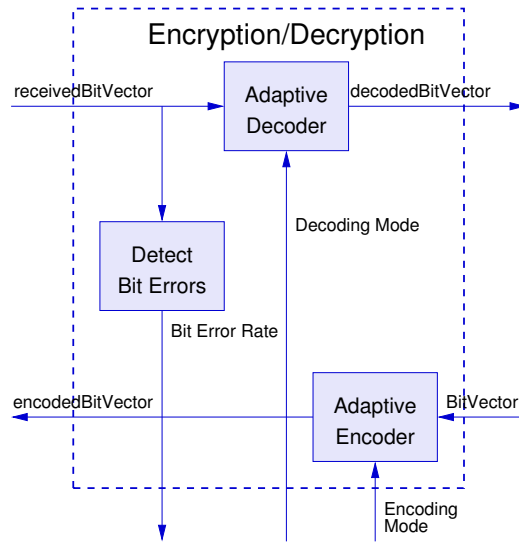 Encryption/Decryption
receivedBitVector
Adaptive
Decoder
decodedBitVector
Decoding Mode
Detect
Bit Errors
Bit Error Rate
encodedBitVector
Adaptive
Encoder
BitVector
Encoding
Mode